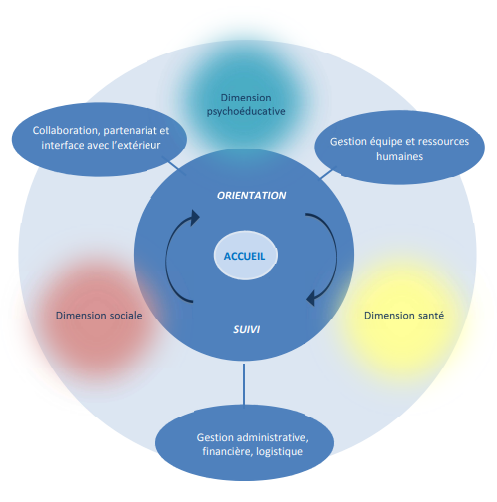 Dimension
psychoéducative
Collaboration, partenariat et
interface avec l'extérieur
Gestion équipe et ressources
humaines
ORIENTATION
ACCUEIL
Dimension sociale
Dimension santé
SUIVI
Gestion administrative,
financière, logistique